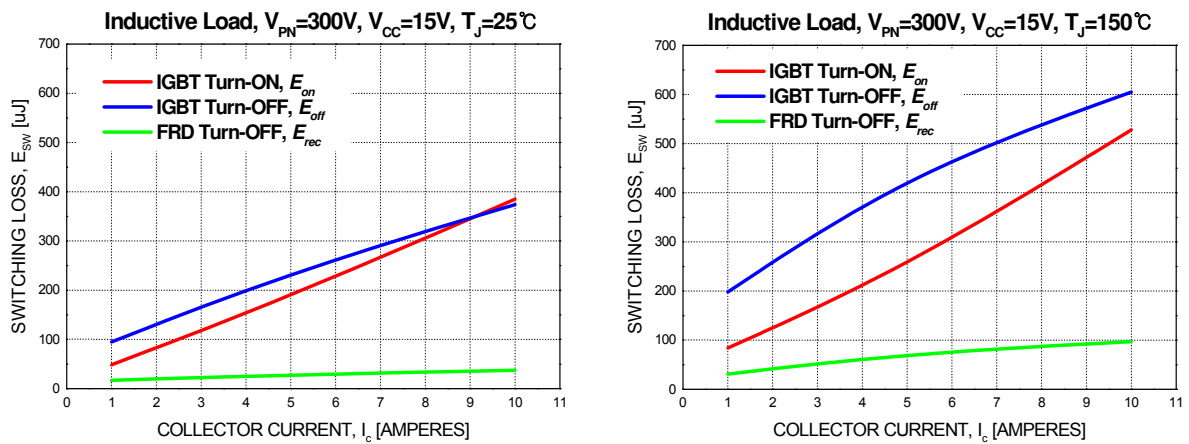 Inductive Load, VPN=300V, VCC=15V, TJ=25℃
700
600
500
400
300
200
100
0
SWITCHING LOSS, ESW [uJ]
IGBT Turn-ON, Eon
IGBT Turn-OFF, Eoff
FRD Turn-OFF, Erec
0 1 2 3 4 5 6 7 8 9 10 11
COLLECTOR CURRENT, Ic [AMPERES]
Inductive Load, VPN=300V, VCC=15V, TJ=150℃
700
600
500
400
300
200
100
0
SWITCHING LOSS, ESW [uJ]
IGBT Turn-ON, Eon
IGBT Turn-OFF, Eoff
FRD Turn-OFF, Erec
0 1 2 3 4 5 6 7 8 9 10 11
COLLECTOR CURRENT, Ic [AMPERES]